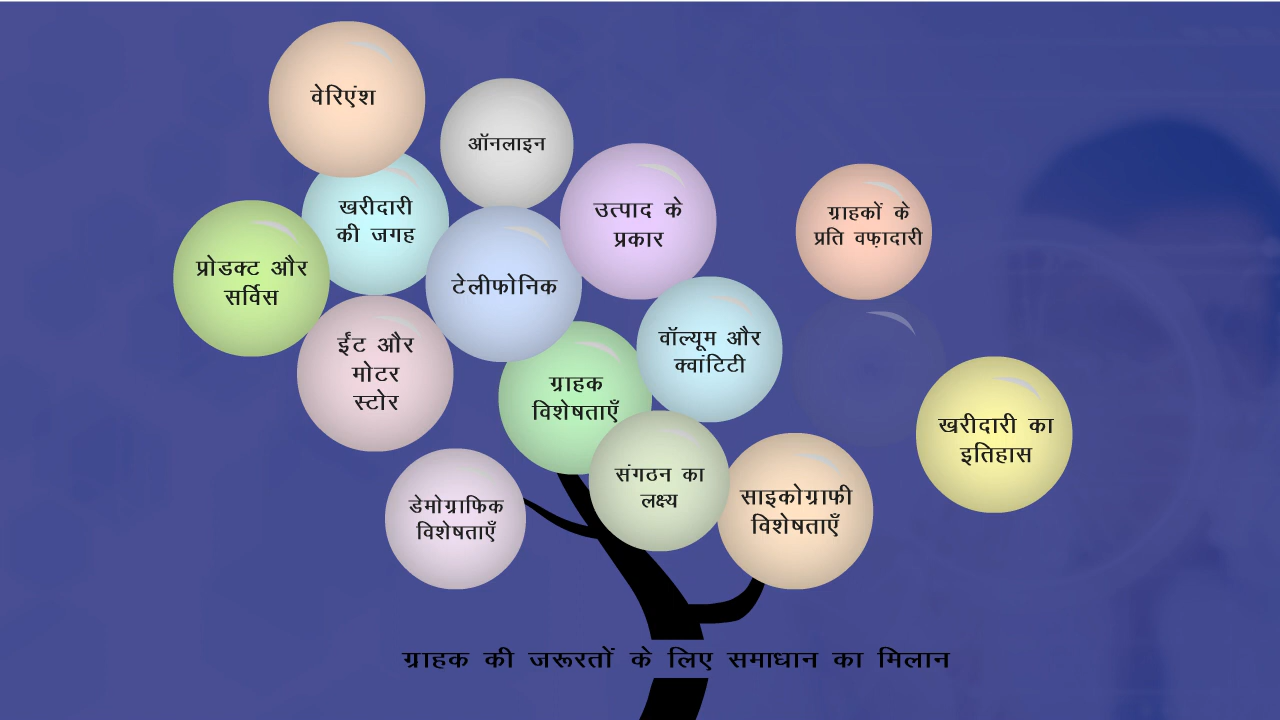 वेरिएंश
ऑनलाइन
खरीदारी
की जगह
उत्पाद के
प्रकार
ग्राहकों के
प्रति वफ़ादारी
प्रोडक्ट और
सर्विस
टेलीफोनिक
ईंट और
मोटर
स्टोर
वॉल्यूम और
क्वांटिटी
ग्राहक
विशेषताएँ
खरीदारी का
इतिहास
संगठन का
लक्ष्य
साइकोग्राफी
विशेषताएँ
डेमोग्राफिक
विशेषताएँ
ग्राहक की जरूरतों के लिए समाधान का मिलान